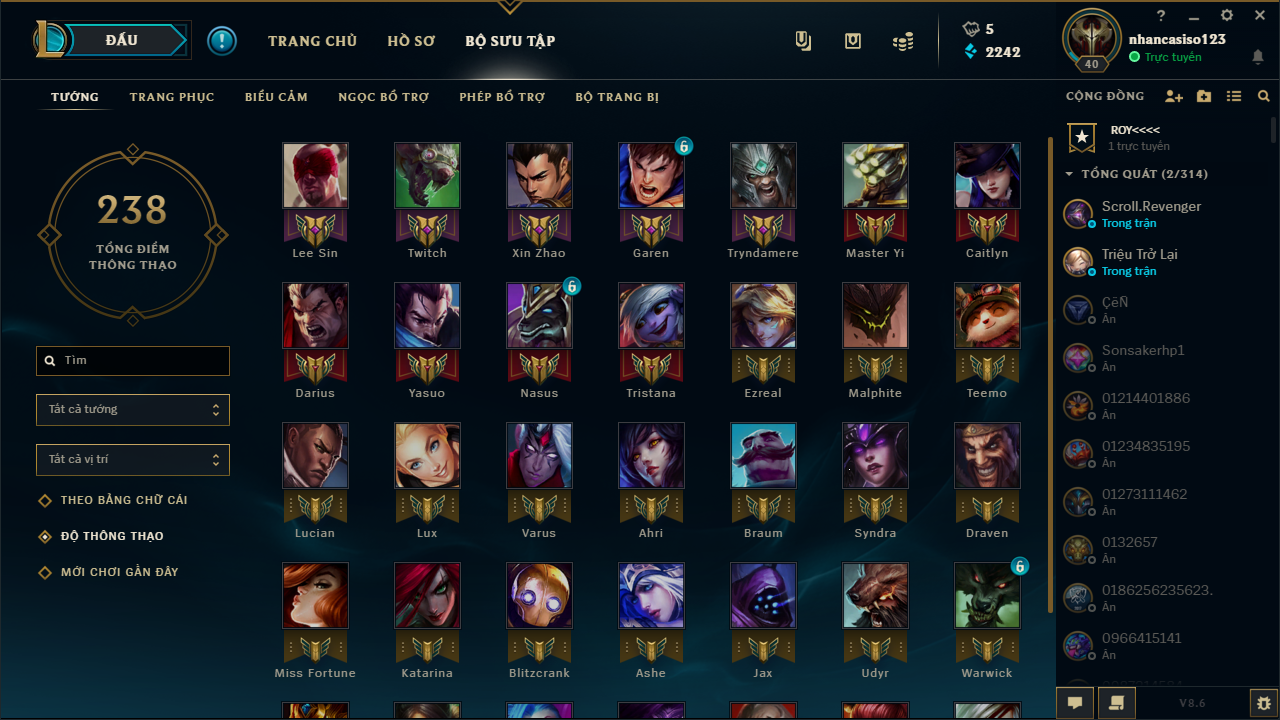 ĐẤU
!
TRANG CHỦ
HỒ SƠ
BỘ SƯU TẬP
5
2242
?
40
nhancasiso123
Trực tuyến
TƯỚNG
TRANG PHỤC
BIỂU CẢM
NGỌC BỔ TRỢ
PHÉP BỔ TRỢ
BỘ TRANG BỊ
238
TỔNG ĐIỂM
THÔNG THẠO
Tìm
Tất cả tướng
Tất cả vị trí
THEO BẢNG CHỮ CÁI
ĐỘ THÔNG THẠO
MỚI CHƠI GẦN ĐÂY
6
Lee Sin
Twitch
Xin Zhao
Garen
Tryndamere
Master Yi
Caitlyn
6
Darius
Yasuo
Nasus
Tristana
Ezreal
Malphite
Teemo
Lucian
Lux
Varus
Ahri
Braum
Syndra
Draven
6
Miss Fortune
Katarina
Blitzcrank
Ashe
Jax
Udyr
Warwick
CỘNG ĐỒNG
ROY<<<<
1 trực tuyến
TỔNG QUÁT (2/314)
Scroll.Revenger
Trong trận
Triệu Trở Lại
Trong trận
ÇëÑ
Ẩn
Sonsakerhp1
Ẩn
01214401886
Ẩn
01234835195
Ẩn
01273111462
Ẩn
0132657
Ẩn
0186256235623.
Ẩn
0966415141
Ẩn
V8.6